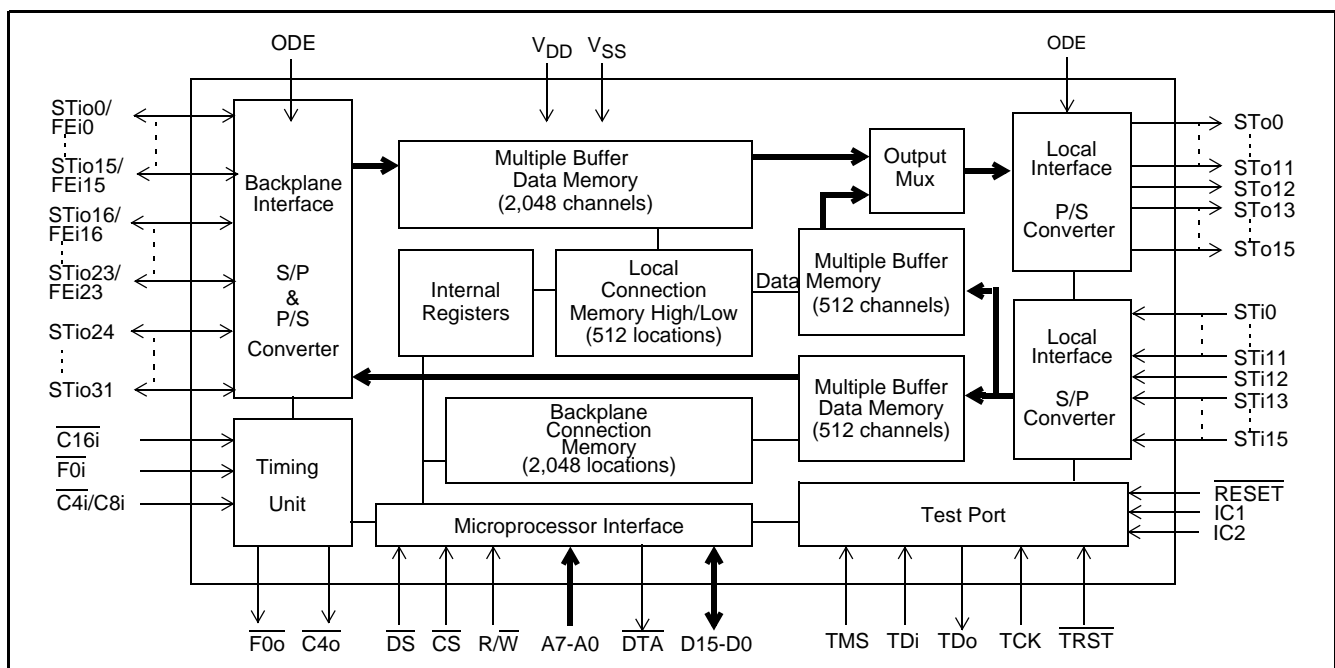 ODE
VDD
VSS
ODE
STio0/
FEi0
STio15/
FEi15
STio16/
FEi16
STio23/
FEi23
STio24
STio31
C16i
F0i
C4i/C8i
Backplane
Interface
S/P
&
P/S
Converter
Timing
Unit
Multiple Buffer
Data Memory
(2,048 channels)
Internal
Registers
Local
Connection
Memory High/Low
(512 locations)
Output
Mux
Multiple Buffer
Data Memory
(512 channels)
Multiple Buffer
Data Memory
(512 channels)
Backplane
Connection
Memory
(2,048 locations)
Microprocessor Interface
Local
Interface
P/S
Converter
Local
Interface
S/P
Converter
Test Port
STo0
STo11
STo12
STo13
STo15
STi0
STi11
STi12
STi13
STi15
RESET
IC1
IC2
F0o
C4o
DS
CS
R/W
A7-A0
DTA
D15-D0
TMS
TDi
TDo
TCK
TRST